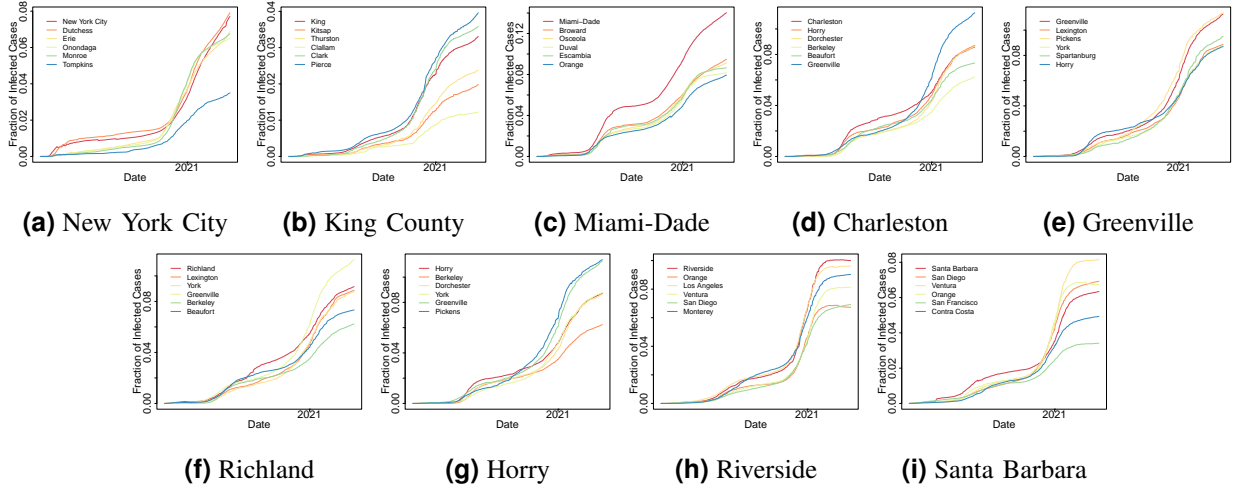 Fraction of Infected Cases
0.00 0.02 0.04 0.06 0.08
New York City
Dutchess
Erie
Onondaga
Monroe
Tompkins
2021
Date
(a) New York City
Fraction of Infected Cases
0.00 0.01 0.02 0.03 0.04
King
Kitsap
Thurston
Clallam
Clark
Pierce
2021
Date
(b) King County
Fraction of Infected Cases
0.00 0.04 0.08 0.12
Miami−Dade
Broward
Osceola
Duval
Escambia
Orange
2021
Date
(c) Miami-Dade
Fraction of Infected Cases
0.00 0.04 0.08
Charleston
Horry
Dorchester
Berkeley
Beaufort
Greenville
2021
Date
(d) Charleston
Fraction of Infected Cases
0.00 0.04 0.08
Greenville
Lexington
Pickens
York
Spartanburg
Horry
2021
Date
(e) Greenville
Fraction of Infected Cases
0.00 0.04 0.08
Richland
Lexington
York
Greenville
Berkeley
Beaufort
2021
Date
(f) Richland
Fraction of Infected Cases
0.00 0.04 0.08
Horry
Berkeley
Dorchester
York
Greenville
Pickens
2021
Date
(g) Horry
Fraction of Infected Cases
0.00 0.02 0.04 0.06 0.08 0.10
Riverside
Orange
Los Angeles
Ventura
San Diego
Monterey
2021
Date
(h) Riverside
Fraction of Infected Cases
0.00 0.02 0.04 0.06 0.08
Santa Barbara
San Diego
Ventura
Orange
San Francisco
Contra Costa
2021
Date
(i) Santa Barbara